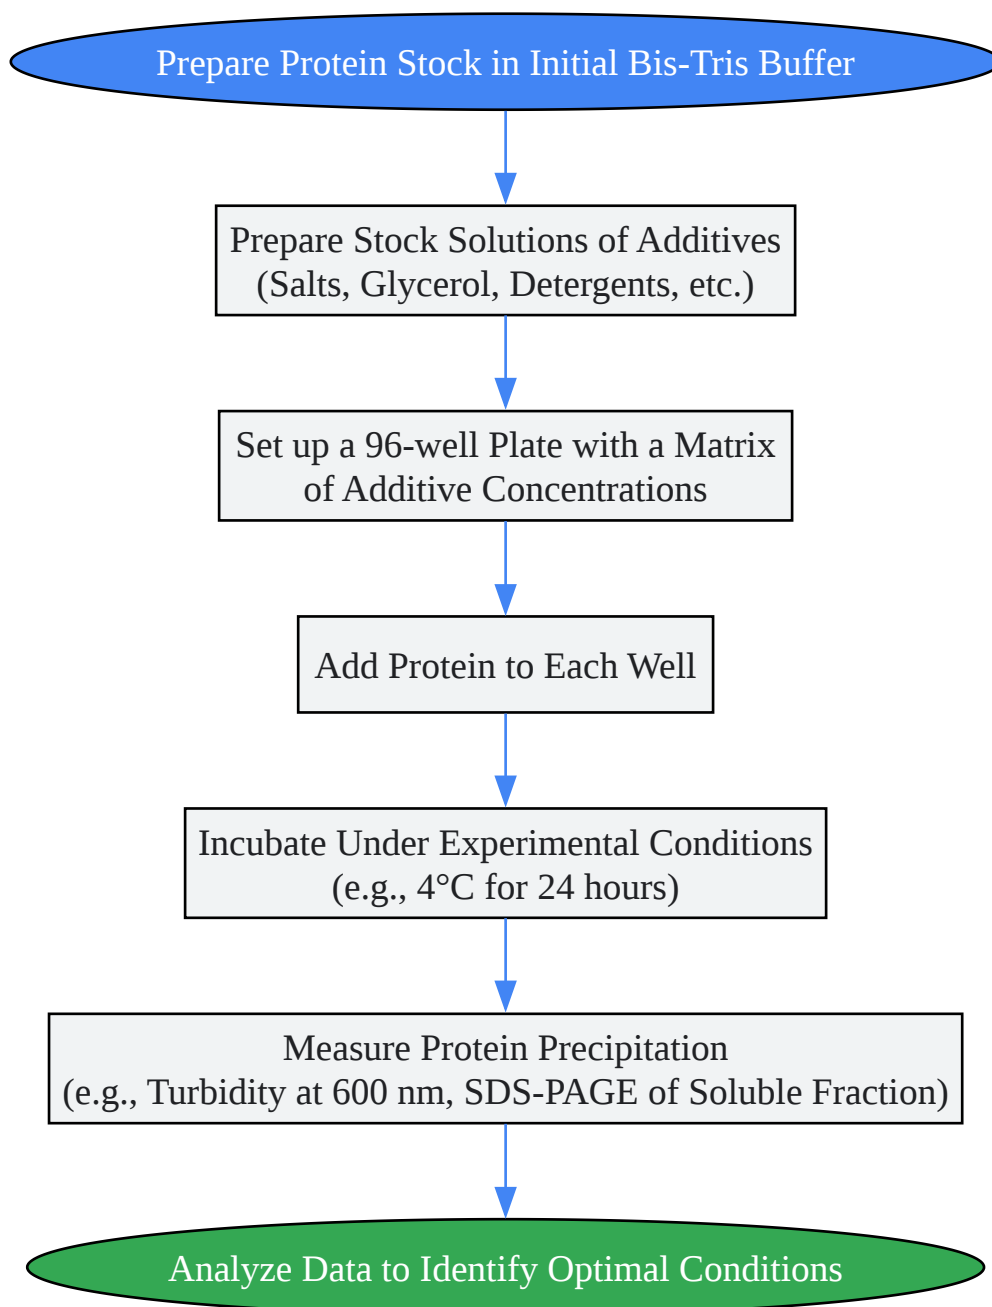 Prepare Protein Stock in Initial Bis-Tris Buffer
Prepare Stock Solutions of Additives
(Salts, Glycerol, Detergents, etc.)
Set up a 96-well Plate with a Matrix
of Additive Concentrations
Add Protein to Each Well
Incubate Under Experimental Conditions
(e.g., 4°C for 24 hours)
Measure Protein Precipitation
(e.g., Turbidity at 600 nm, SDS-PAGE of Soluble Fraction)
Analyze Data to Identify Optimal Conditions